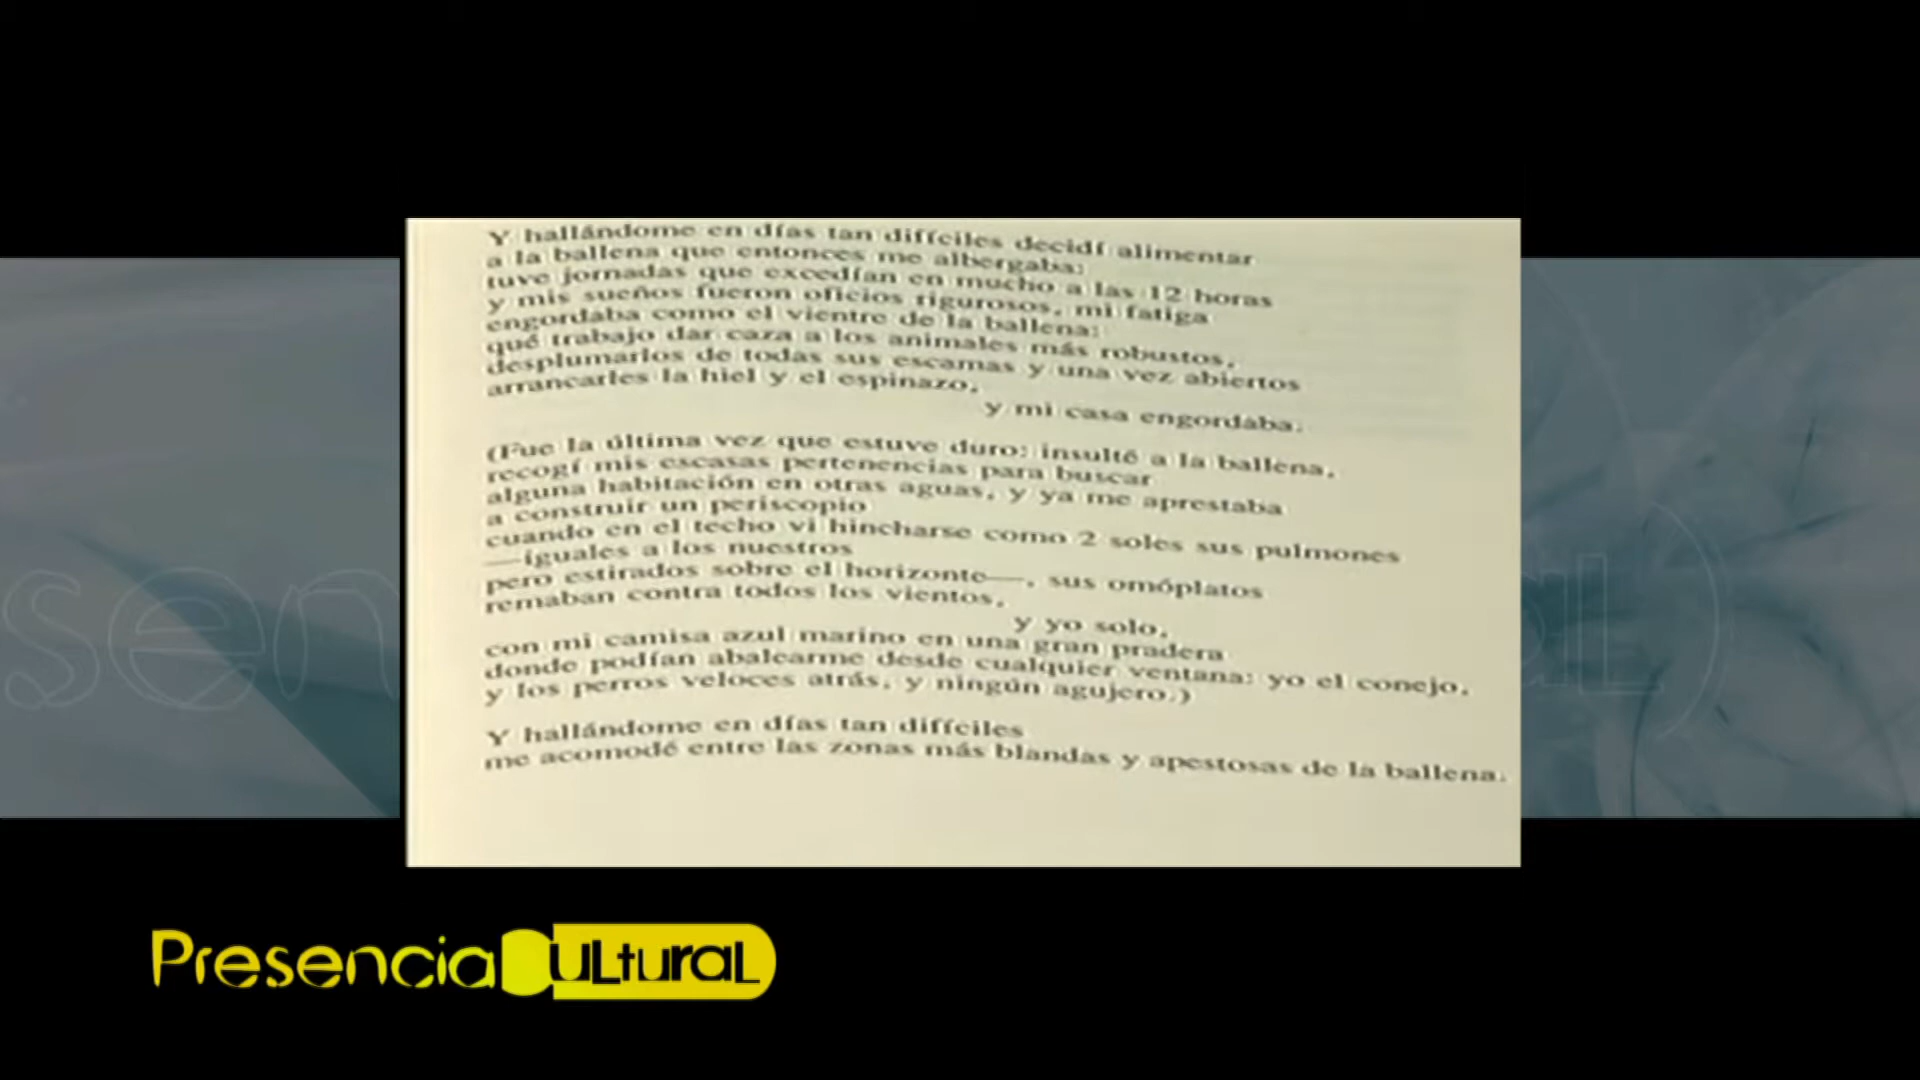 Y hallándome en días tan difíciles decidí alimentar
a la ballena que entonces me albergaba:
tuve jornadas que excedían en mucho a las 12 horas
y mis sueños fueron oficios rigurosos, mi fatiga
engordaba como el vientre de la ballena:
qué trabajo dar caza a los animales más robustos,
desplumarlos de todas sus escamas y una vez abiertos
arrancarles la hiel y el espinazo,
y mi casa engordaba.
(Fue la última vez que estuve duro: insulté a la ballena,
recogí mis escasas pertenencias para buscar
alguna habitación en otras aguas, y ya me aprestaba
a construir un periscopio
cuando en el techo vi hincharse como 2 soles sus pulmones
—iguales a los nuestros
pero estirados sobre el horizonte—, sus omóplatos
remaban contra todos los vientos,
y yo solo,
con mi camisa azul marino en una gran pradera
donde podían abalearme desde cualquier ventana: yo el conejo,
y los perros veloces atrás, y ningún agujero.)
Y hallándome en días tan difíciles
me acomodé entre las zonas más blandas y apestosas de la ballena.
sen
aL)
Presencia CuLturaL